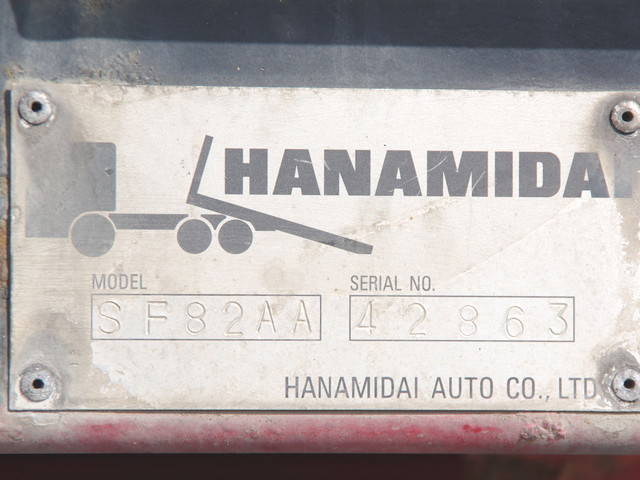 HANAMIDAI
MODEL SERIAL NO.
SF82AA 42863
HANAMIDAI AUTO CO., LTD